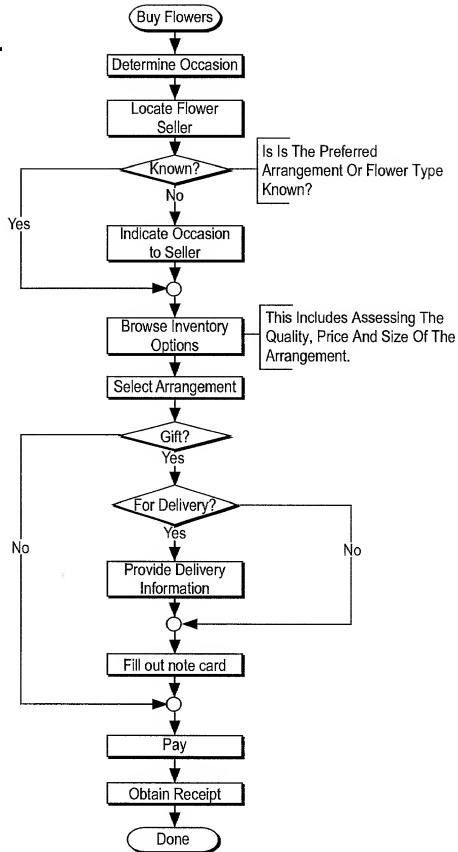 Buy Flowers
Determine Occasion
Locate Flower
Seller
Known?
Is Is The Preferred
Arrangement Or Flower Type
Known?
No
Yes
Indicate Occasion
to Seller
Browse Inventory
Options
This Includes Assessing The
Quality, Price And Size Of The
Arrangement.
Select Arrangement
Gift?
Yes
For Delivery?
Yes
No
No
Provide Delivery
Information
Fill out note card
Pay
Obtain Receipt
Done